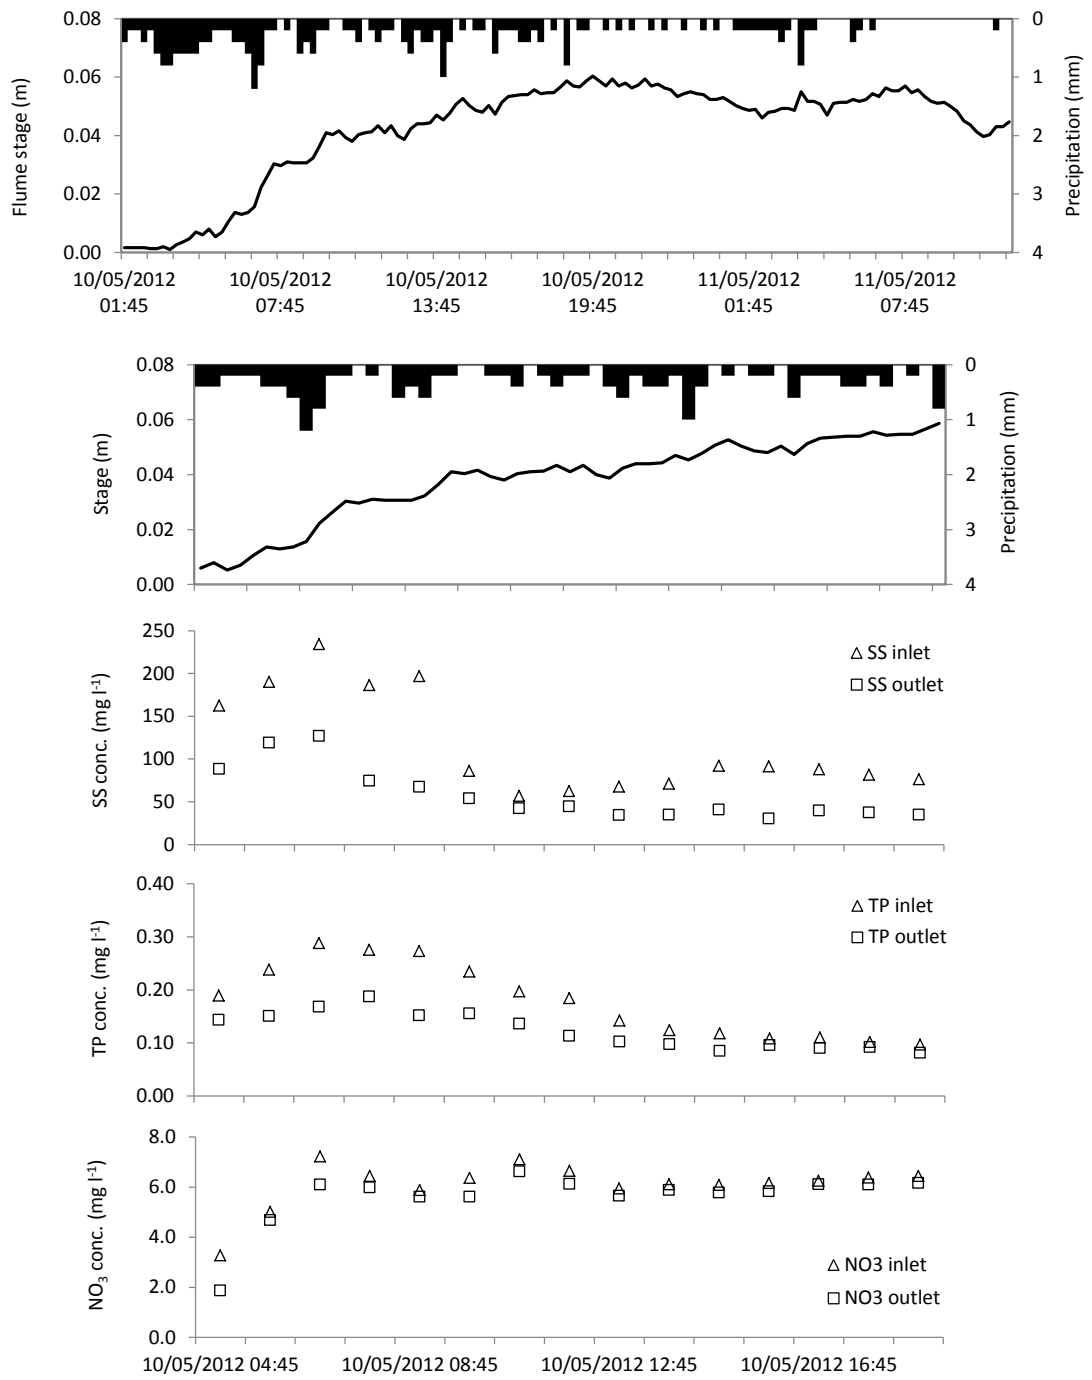 Flume stage (m)
0.08
0.06
0.04
0.02
0.00
0
1
2
3
4
Precipitation (mm)
10/05/2012 10/05/2012 10/05/2012 10/05/2012 11/05/2012 11/05/2012
01:45 07:45 13:45 19:45 01:45 07:45
Stage (m)
0.08
0.06
0.04
0.02
0.00
0
1
2
3
4
Precipitation (mm)
SS conc. (mg l-1)
250
200
150
100
50
0
SS inlet
SS outlet
TP conc. (mg l-1)
0.40
0.30
0.20
0.10
0.00
TP inlet
TP outlet
NO3 conc. (mg l-1)
8.0
6.0
4.0
2.0
0.0
NO3 inlet
NO3 outlet
10/05/2012 04:45 10/05/2012 08:45 10/05/2012 12:45 10/05/2012 16:45